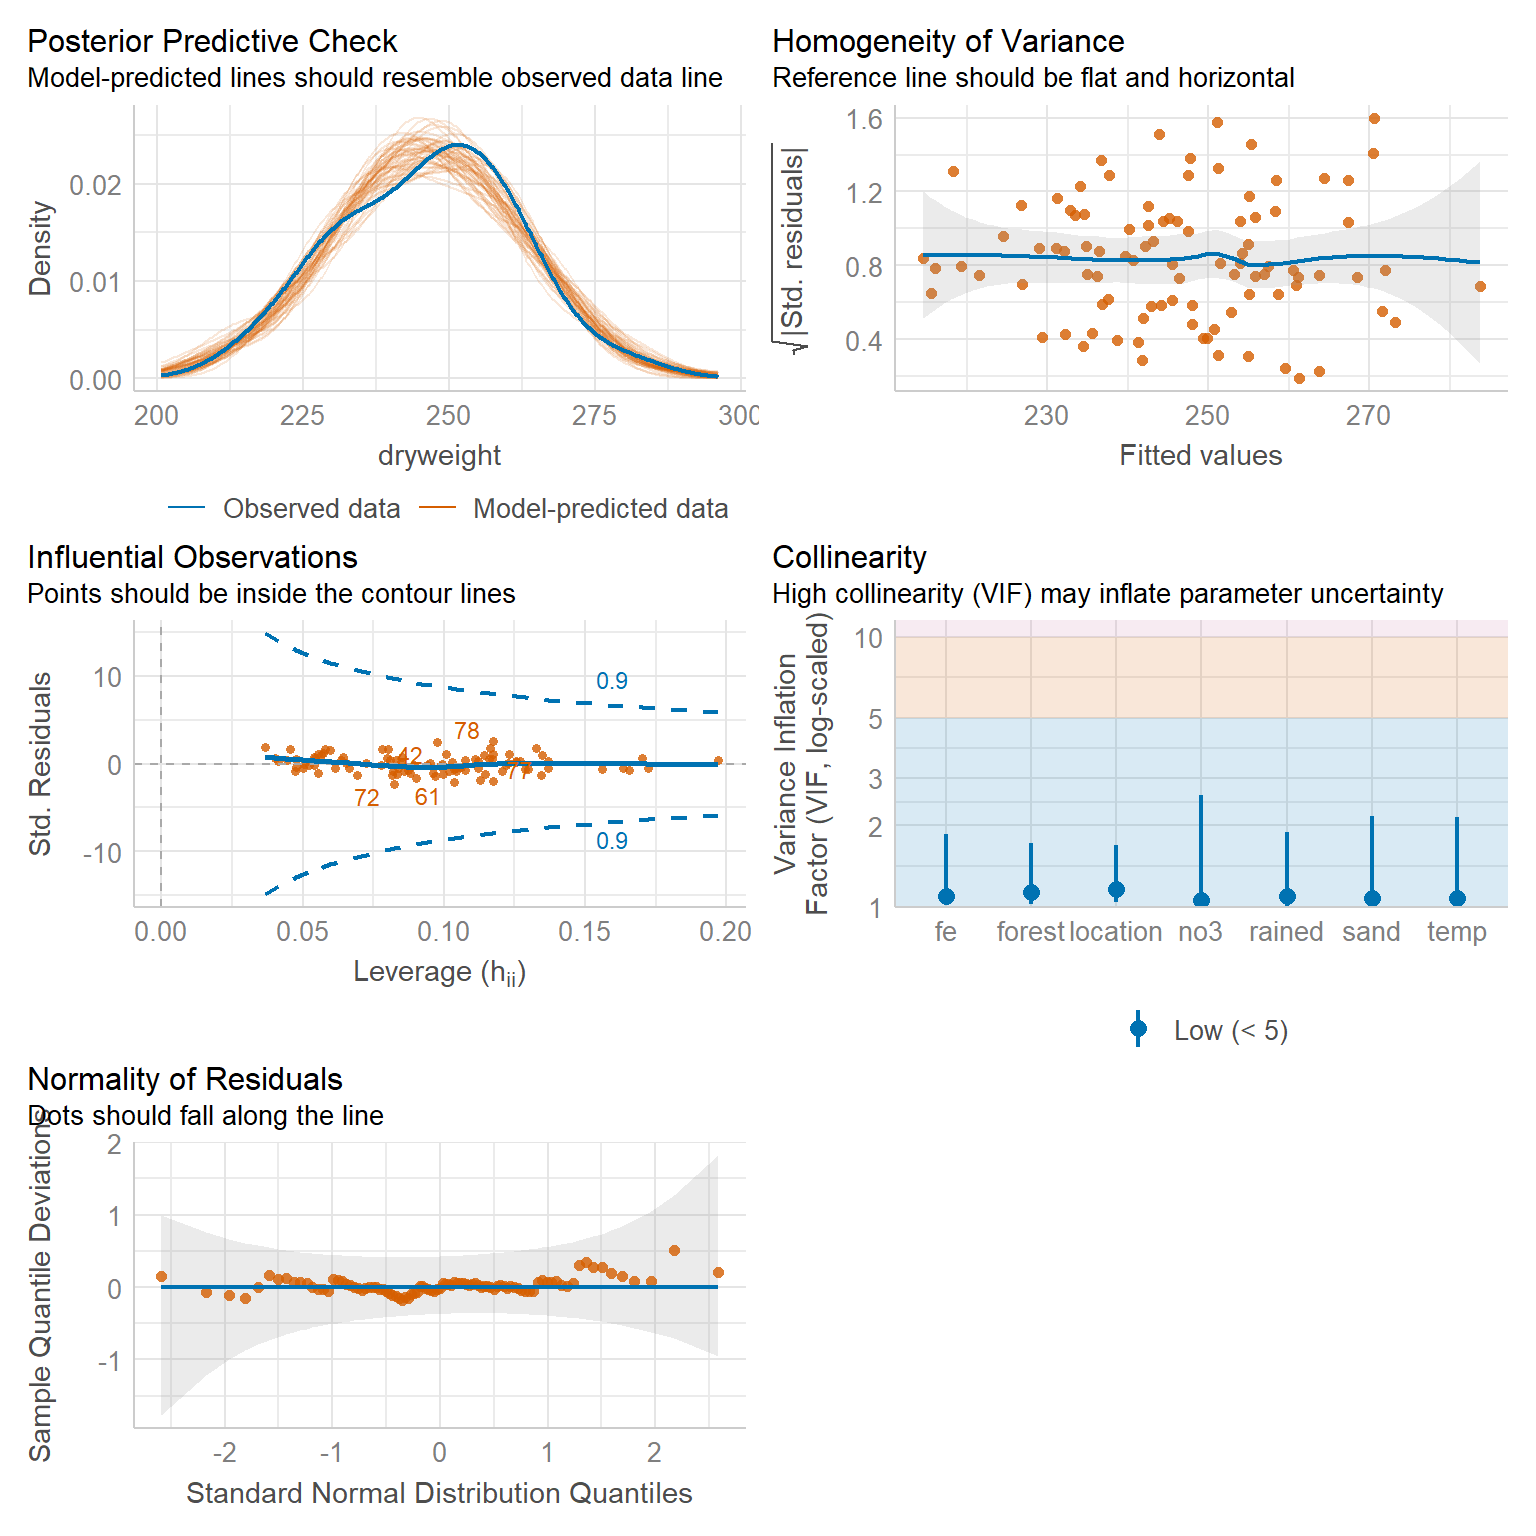 Posterior Predictive Check
Model-predicted lines should resemble observed data line
Density
0.02
0.01
0.00
200 225 250 275 300
dryweight
Observed data Model-predicted data
Homogeneity of Variance
Reference line should be flat and horizontal
√|Std. residuals|
1.6
1.2
0.8
0.4
230 250 270
Fitted values
Influential Observations
Points should be inside the contour lines
Std. Residuals
10
0
-10
0.9
78
42
77
72 61
0.9
0.00 0.05 0.10 0.15 0.20
Leverage (hii)
Collinearity
High collinearity (VIF) may inflate parameter uncertainty
Variance Inflation
Factor (VIF, log-scaled)
10
5
3
2
1
fe forest location no3 rained sand temp
Low (< 5)
Normality of Residuals
Dots should fall along the line
Sample Quantile Deviations
2
1
0
-1
-2 -1 0 1 2
Standard Normal Distribution Quantiles